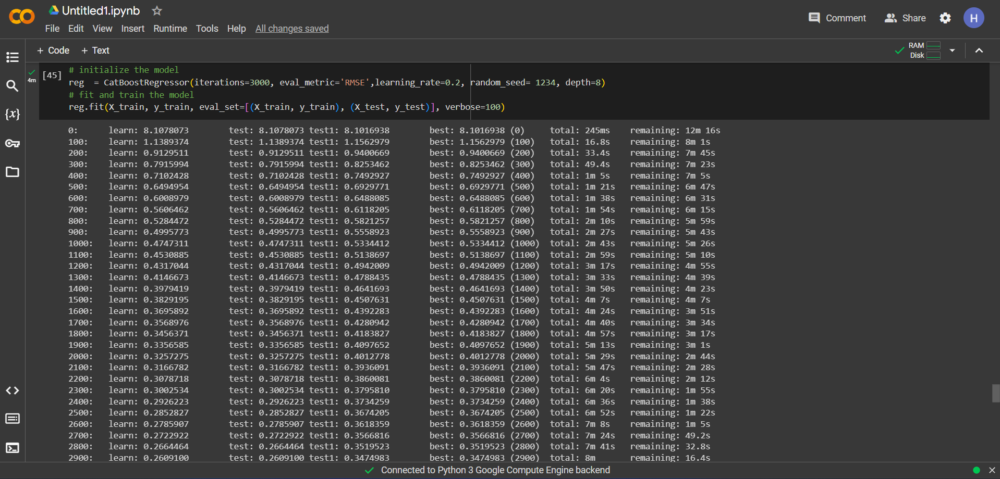 Untitled1.ipynb
File Edit View Insert Runtime Tools Help All changes saved
Comment Share H
+ Code + Text
RAM
Disk
4m
[45] # initialize the model
reg = CatBoostRegressor(iterations=3000, eval_metric='RMSE',learning_rate=0.2, random_seed= 1234, depth=8)
# fit and train the model
reg.fit(X_train, y_train, eval_set=[(X_train, y_train), (X_test, y_test)], verbose=100)
0: learn: 8.1078073 test: 8.1078073 test1: 8.1016938 best: 8.1016938 (0) total: 245ms remaining: 12m 16s
100: learn: 1.1389374 test: 1.1389374 test1: 1.1562979 best: 1.1562979 (100) total: 16.8s remaining: 8m 1s
200: learn: 0.9129511 test: 0.9129511 test1: 0.9400669 best: 0.9400669 (200) total: 33.4s remaining: 7m 45s
300: learn: 0.7915994 test: 0.7915994 test1: 0.8253462 best: 0.8253462 (300) total: 49.4s remaining: 7m 23s
400: learn: 0.7102428 test: 0.7102428 test1: 0.7492927 best: 0.7492927 (400) total: 1m 5s remaining: 7m 5s
500: learn: 0.6494954 test: 0.6494954 test1: 0.6929771 best: 0.6929771 (500) total: 1m 21s remaining: 6m 47s
600: learn: 0.6008979 test: 0.6008979 test1: 0.6488085 best: 0.6488085 (600) total: 1m 38s remaining: 6m 31s
700: learn: 0.5606462 test: 0.5606462 test1: 0.6118205 best: 0.6118205 (700) total: 1m 54s remaining: 6m 15s
800: learn: 0.5284472 test: 0.5284472 test1: 0.5821257 best: 0.5821257 (800) total: 2m 10s remaining: 5m 59s
900: learn: 0.4995773 test: 0.4995773 test1: 0.5558923 best: 0.5558923 (900) total: 2m 27s remaining: 5m 43s
1000: learn: 0.4747311 test: 0.4747311 test1: 0.5334412 best: 0.5334412 (1000) total: 2m 43s remaining: 5m 26s
1100: learn: 0.4530885 test: 0.4530885 test1: 0.5138697 best: 0.5138697 (1100) total: 2m 59s remaining: 5m 10s
1200: learn: 0.4317044 test: 0.4317044 test1: 0.4942009 best: 0.4942009 (1200) total: 3m 17s remaining: 4m 55s
1300: learn: 0.4146673 test: 0.4146673 test1: 0.4788435 best: 0.4788435 (1300) total: 3m 33s remaining: 4m 39s
1400: learn: 0.3979419 test: 0.3979419 test1: 0.4641693 best: 0.4641693 (1400) total: 3m 50s remaining: 4m 23s
1500: learn: 0.3829195 test: 0.3829195 test1: 0.4507631 best: 0.4507631 (1500) total: 4m 7s remaining: 4m 7s
1600: learn: 0.3695892 test: 0.3695892 test1: 0.4392283 best: 0.4392283 (1600) total: 4m 24s remaining: 3m 51s
1700: learn: 0.3568976 test: 0.3568976 test1: 0.4280942 best: 0.4280942 (1700) total: 4m 40s remaining: 3m 34s
1800: learn: 0.3456371 test: 0.3456371 test1: 0.4183827 best: 0.4183827 (1800) total: 4m 57s remaining: 3m 17s
1900: learn: 0.3356585 test: 0.3356585 test1: 0.4097652 best: 0.4097652 (1900) total: 5m 13s remaining: 3m 1s
2000: learn: 0.3257275 test: 0.3257275 test1: 0.4012778 best: 0.4012778 (2000) total: 5m 29s remaining: 2m 44s
2100: learn: 0.3166782 test: 0.3166782 test1: 0.3936091 best: 0.3936091 (2100) total: 5m 47s remaining: 2m 28s
2200: learn: 0.3078718 test: 0.3078718 test1: 0.3860081 best: 0.3860081 (2200) total: 6m 4s remaining: 2m 12s
2300: learn: 0.3002534 test: 0.3002534 test1: 0.3795810 best: 0.3795810 (2300) total: 6m 20s remaining: 1m 55s
2400: learn: 0.2926223 test: 0.2926223 test1: 0.3734259 best: 0.3734259 (2400) total: 6m 36s remaining: 1m 38s
2500: learn: 0.2852827 test: 0.2852827 test1: 0.3674205 best: 0.3674205 (2500) total: 6m 52s remaining: 1m 22s
2600: learn: 0.2785907 test: 0.2785907 test1: 0.3618359 best: 0.3618359 (2600) total: 7m 8s remaining: 1m 5s
2700: learn: 0.2722922 test: 0.2722922 test1: 0.3566816 best: 0.3566816 (2700) total: 7m 24s remaining: 49.2s
2800: learn: 0.2664464 test: 0.2664464 test1: 0.3519523 best: 0.3519523 (2800) total: 7m 41s remaining: 32.8s
2900: learn: 0.2609100 test: 0.2609100 test1: 0.3474983 best: 0.3474983 (2900) total: 8m remaining: 16.4s
Connected to Python 3 Google Compute Engine backend